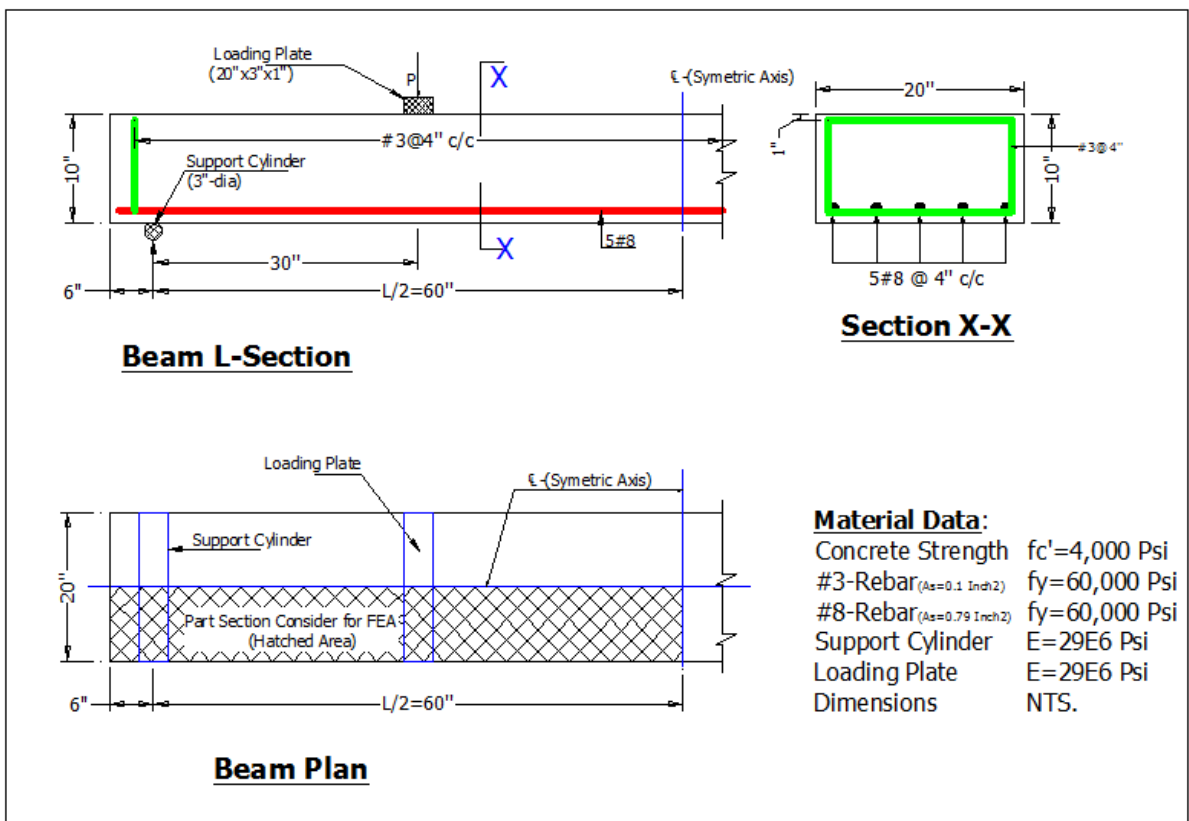 Loading Plate
(20"x3"x1")
P
X
℄-(Symetric Axis)
#3@4" c/c
10"
Support Cylinder
(3"-dia)
5#8
X
30"
6"
L/2=60"
Beam L-Section
20"
1"
#3@4"
10"
5#8 @ 4" c/c
Section X-X
Loading Plate
℄-(Symetric Axis)
Support Cylinder
20"
Part Section Consider for FEA
(Hatched Area)
6"
L/2=60"
Beam Plan
Material Data:
Concrete Strength fc'=4,000 Psi
#3-Rebar(As=0.1 Inch2) fy=60,000 Psi
#8-Rebar(As=0.79 Inch2) fy=60,000 Psi
Support Cylinder E=29E6 Psi
Loading Plate E=29E6 Psi
Dimensions NTS.